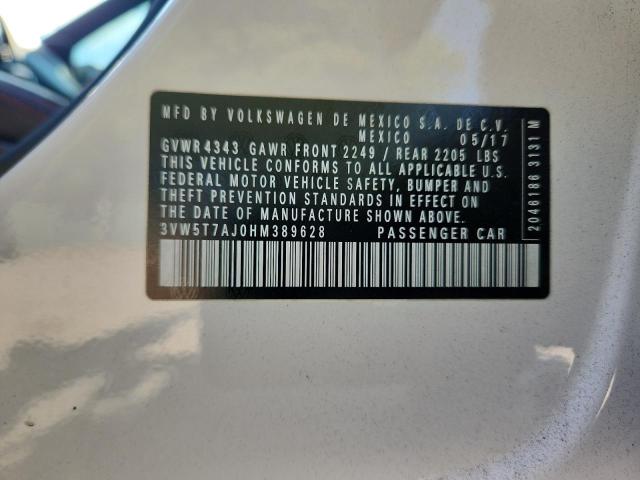 MFD BY VOLKSWAGEN DE MEXICO S.A. DE C.V.
MEXICO 05/17
GVWR 4343 GAWR FRONT 2249 / REAR 2205 LBS
THIS VEHICLE CONFORMS TO ALL APPLICABLE U.S.
FEDERAL MOTOR VEHICLE SAFETY, BUMPER AND
THEFT PREVENTION STANDARDS IN EFFECT ON
THE DATE OF MANUFACTURE SHOWN ABOVE.
3VW5T7AJ0HM389628 PASSENGER CAR
2046186 3131 M